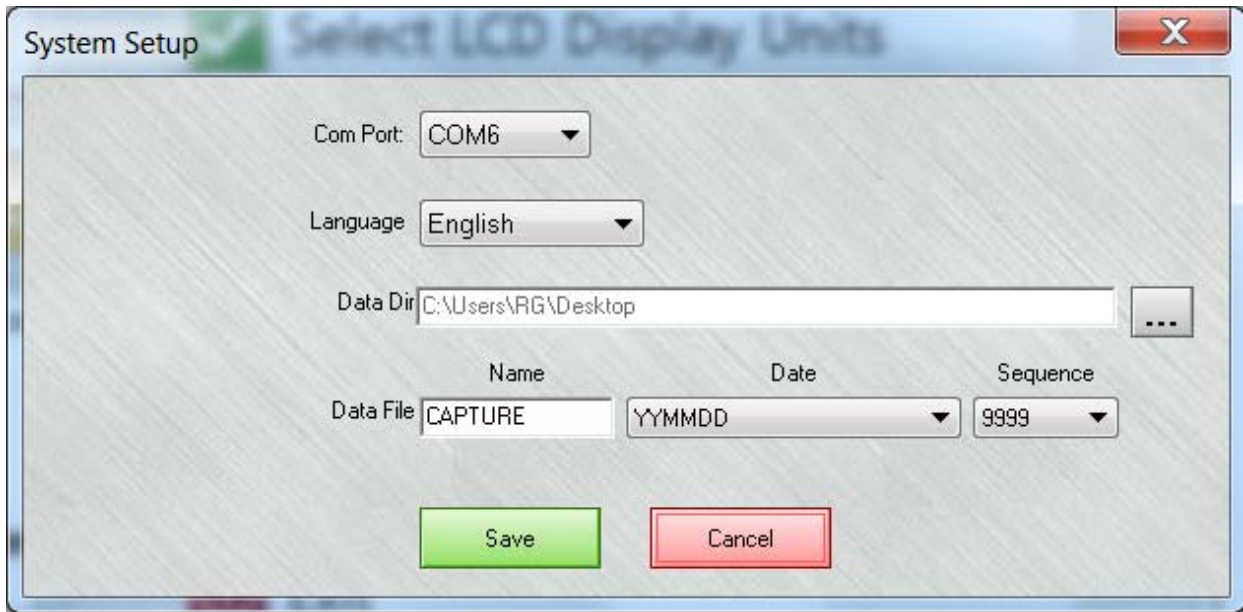 Select LCD Display Units
System Setup
X
Com Port: COM6
Language English
Data Dir C:\Users\RG\Desktop ...
Name Date Sequence
Data File CAPTURE YYMMDD 9999
Save Cancel